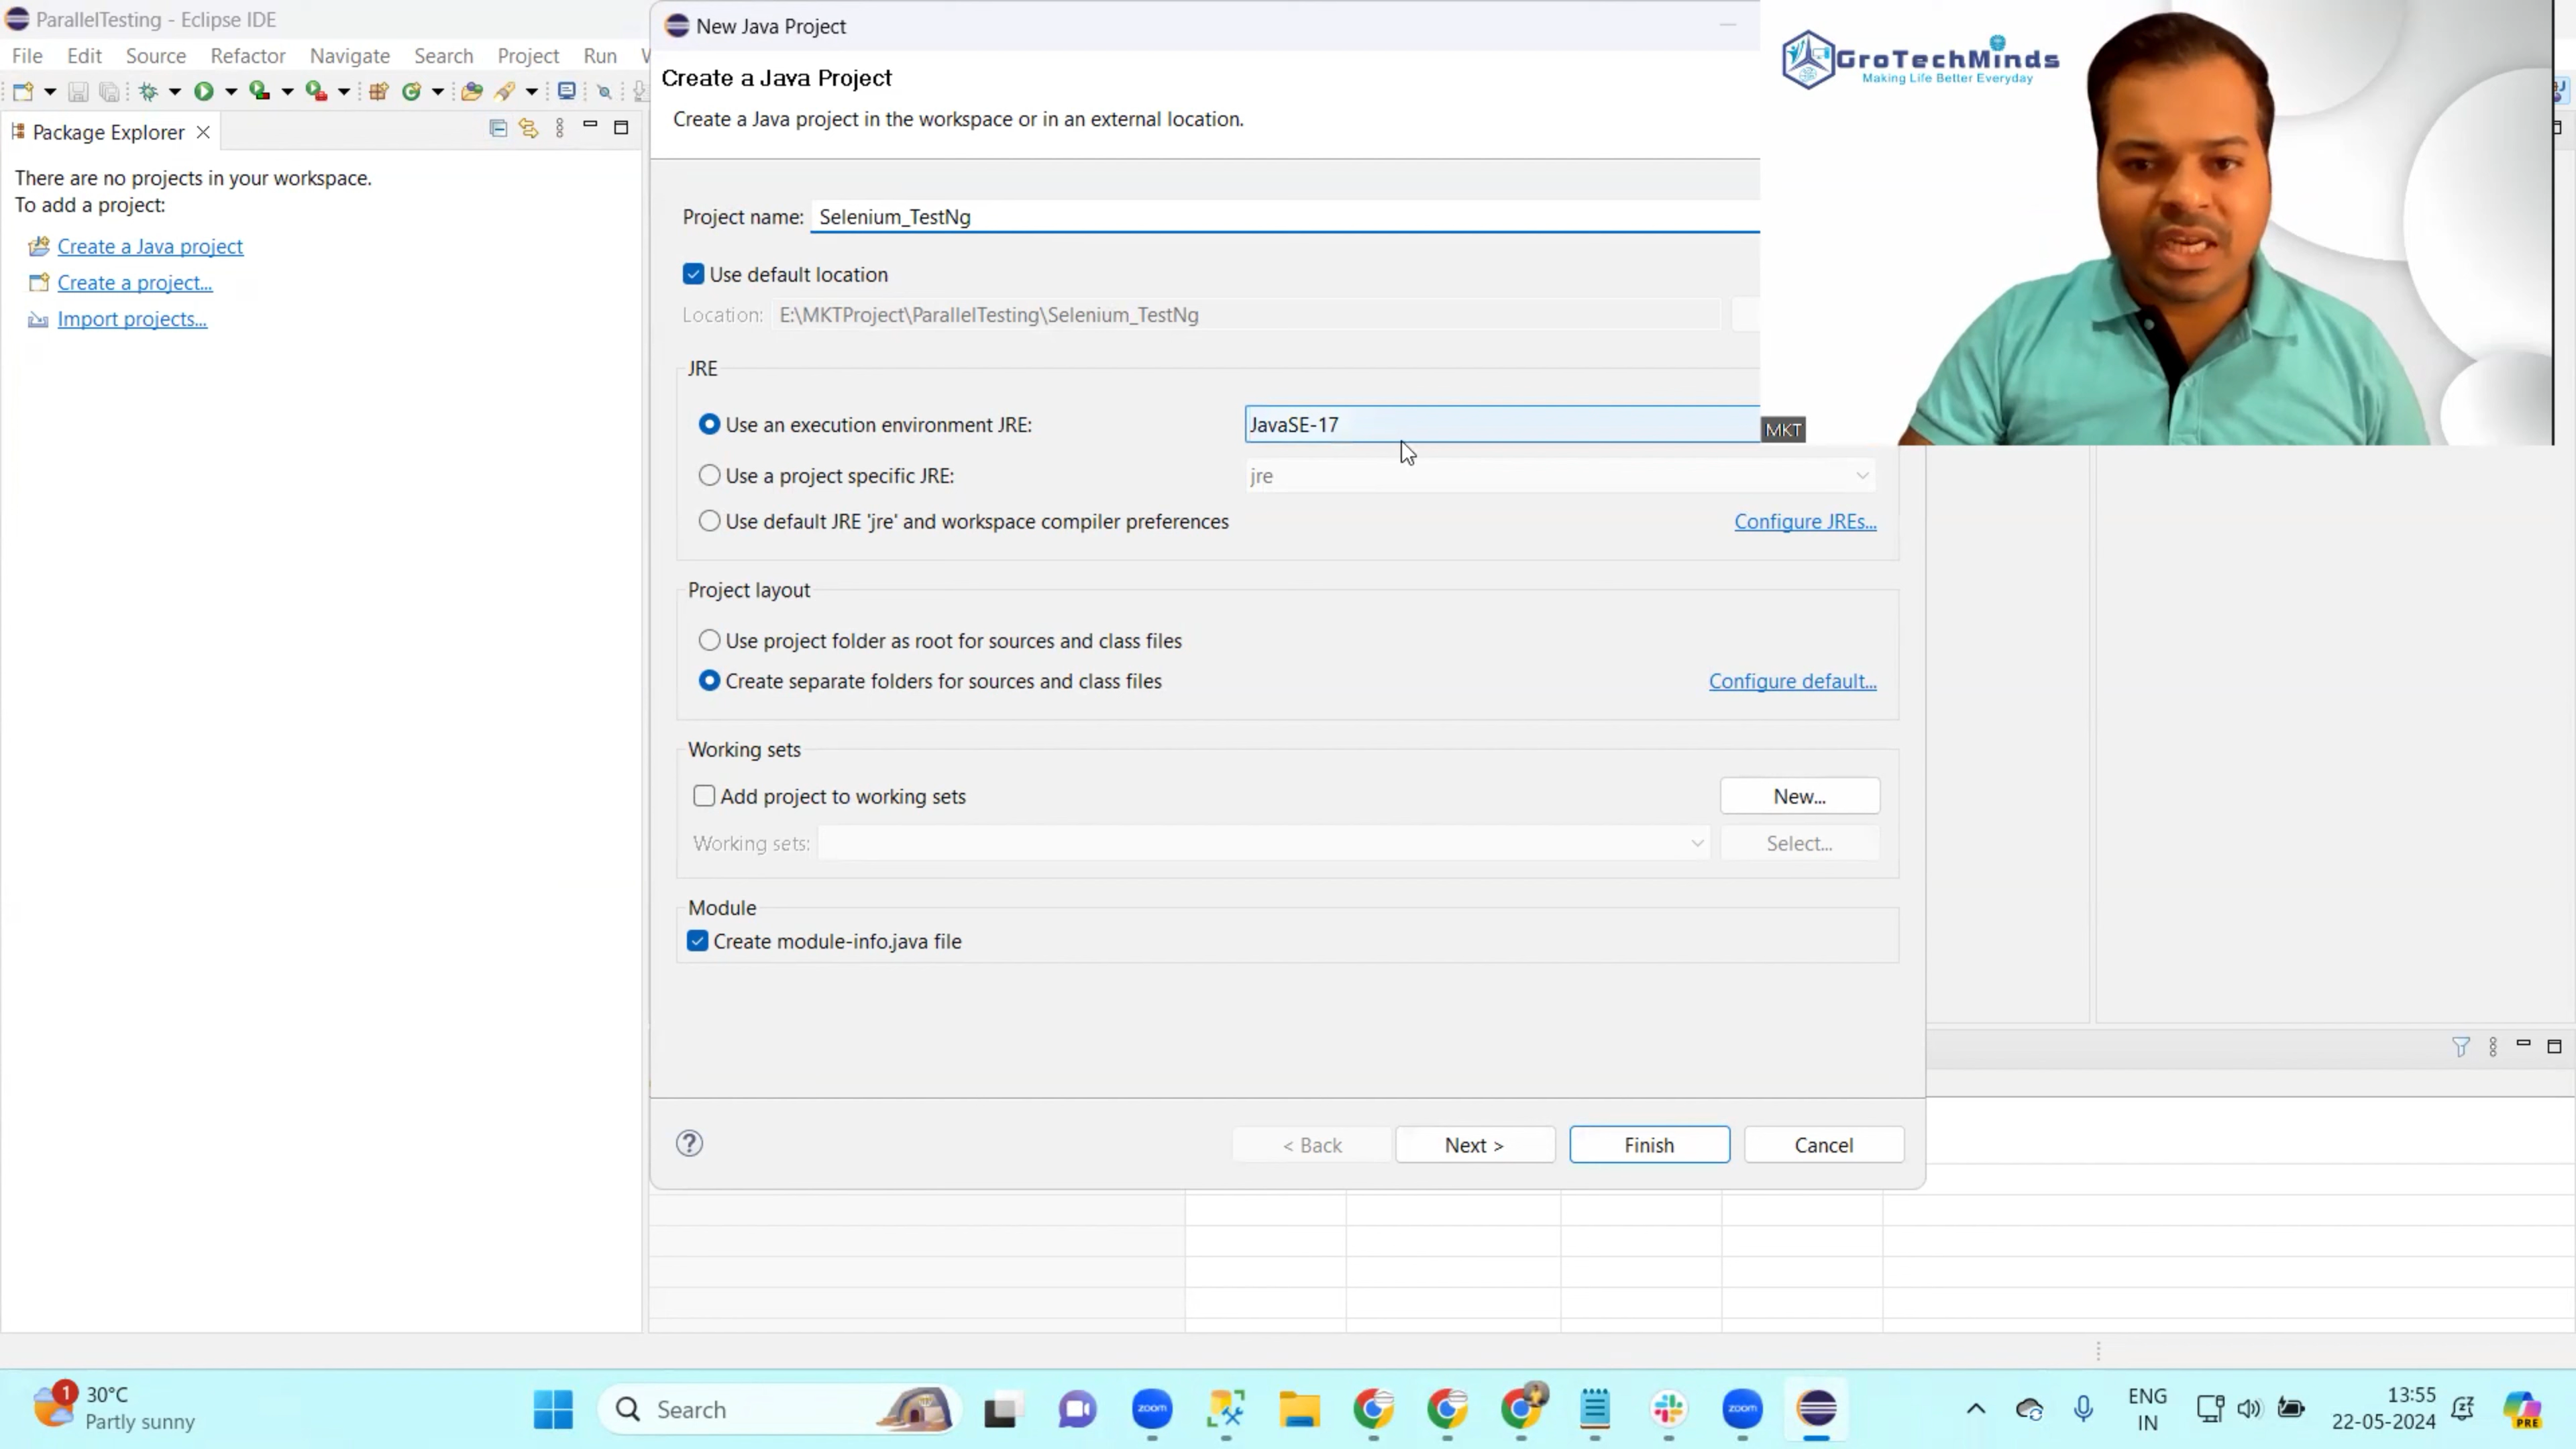 ParallelTesting - Eclipse IDE
File Edit Source Refactor Navigate Search Project Run
Package Explorer
There are no projects in your workspace.
To add a project:
Create a Java project
Create a project...
Import projects...
New Java Project
Create a Java Project
Create a Java project in the workspace or in an external location.
Project name: Selenium_TestNg
Use default location
Location: E:\MKTProject\ParallelTesting\Selenium_TestNg
JRE
Use an execution environment JRE: JavaSE-17
Use a project specific JRE: jre
Use default JRE 'jre' and workspace compiler preferences Configure JREs...
Project layout
Use project folder as root for sources and class files
Create separate folders for sources and class files Configure default...
Working sets
Add project to working sets New...
Working sets: Select...
Module
Create module-info.java file
< Back Next > Finish Cancel
GroTechMinds
Making Life Better Everyday
MKT
1
30°C
Partly sunny
Search
zoom
zoom
ENG
IN
13:55
22-05-2024
PRE